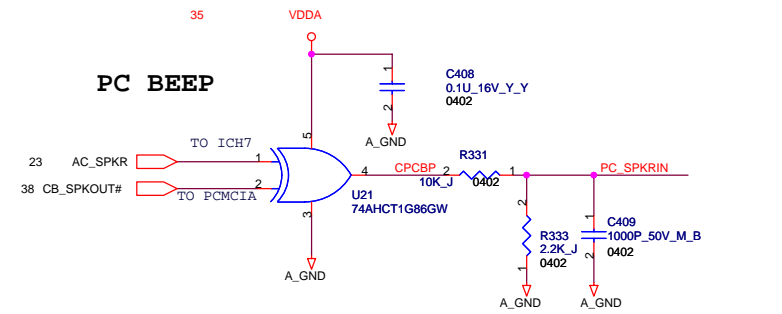 35 VDDA
PC BEEP
1
C408
0.1U_16V_Y_Y
0402
2
A_GND
TO ICH7
5
23 AC_SPKR
1
4
CPCBP
2
R331
10K_J
0402
1
PC_SPKRIN
38 CB_SPKOUT#
2
TO PCMCIA
U21
74AHCT1G86GW
3
A_GND
2
R333
2.2K_J
0402
1
A_GND
1
C409
1000P_50V_M_B
0402
2
A_GND